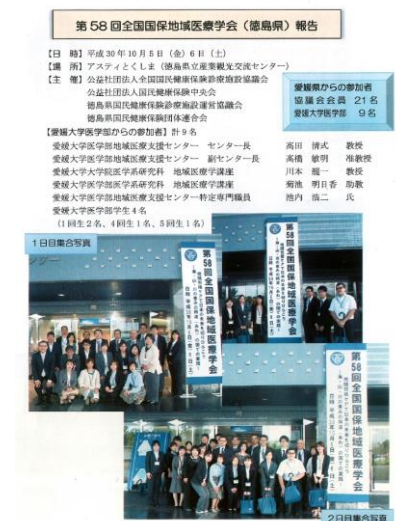 第58回全国国保地域医療学会（徳島県）報告
【日　時】平成30年10月5日（金）6日（土）
【場　所】アスティとくしま（徳島県立産業観光交流センター）
【主　催】公益社団法人全国国民健康保険診療施設協議会
公益社団法人国民健康保険中央会
徳島県国民健康保険診療施設運営協議会
徳島県国民健康保険団体連合会
愛媛県からの参加者
協議会会員　21名
愛媛大学医学部　9名
【愛媛大学医学部からの参加者】計9名
愛媛大学医学部地域医療支援センター　センター長　高田　清式　教授
愛媛大学医学部地域医療支援センター　副センター長　高橋　敏明　准教授
愛媛大学大学院医学系研究科　地域医療学講座　川本　龍一　教授
愛媛大学医学部医学系研究科　地域医療学講座　菊池　明日香　助教
愛媛大学医学部地域医療支援センター特定専門職員　池内　浩二　氏
愛媛大学医学部学生4名
（1回生2名、4回生1名、5回生1名）
1日目集合写真
第58回全国国保地域医療学会
第58回全国国保地域医療学会
第58回全国国保地域医療学会
2日目集合写真